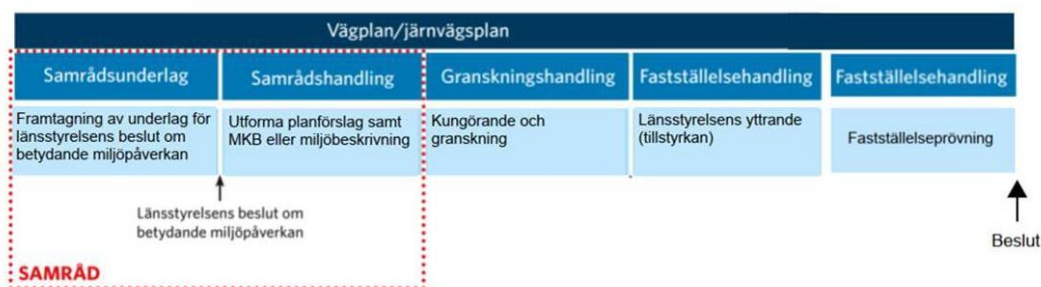 Vägplan/järnvägsplan
Samrådsunderlag
Samrådshandling
Granskningshandling
Fastställelsehandling
Fastställelsehandling
Framtagning av underlag för
länsstyrelsens beslut om
betydande miljöpåverkan
Utforma planförslag samt
MKB eller miljöbeskrivning
Kungörande och
granskning
Länsstyrelsens yttrande
(tillstyrkan)
Fastställeseprövning
Länsstyrelsens beslut om
betydande miljöpåverkan
Beslut
SAMRÅD